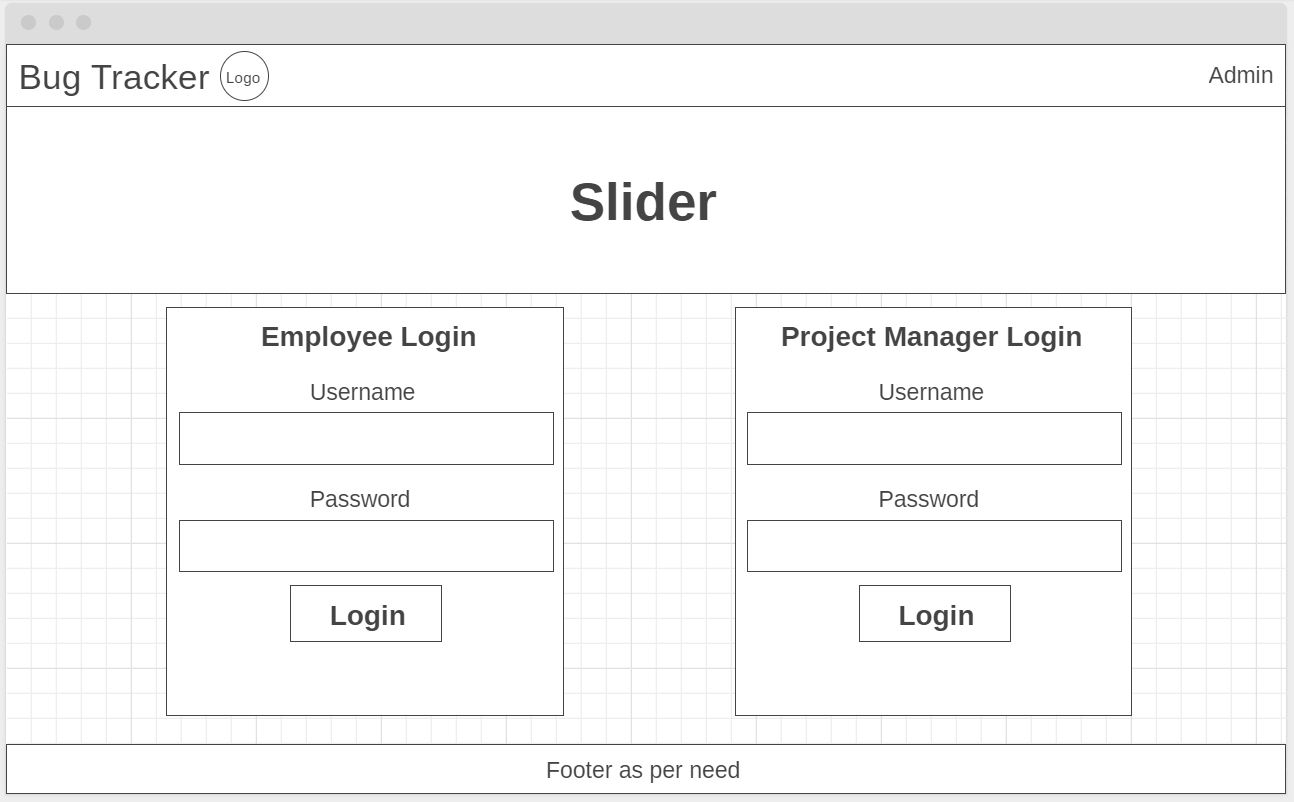 Bug Tracker
Logo
Admin
Slider
Employee Login
Username
Password
Login
Project Manager Login
Username
Password
Login
Footer as per need